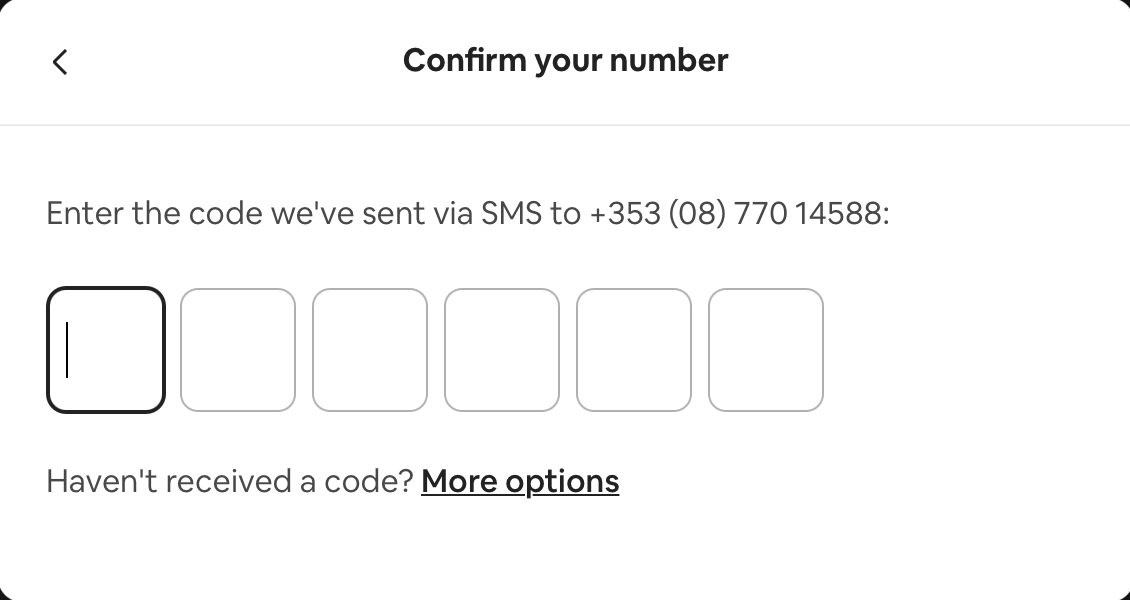 Confirm your number
Enter the code we've sent via SMS to +353 (08) 770 14588:
Haven't received a code? More options